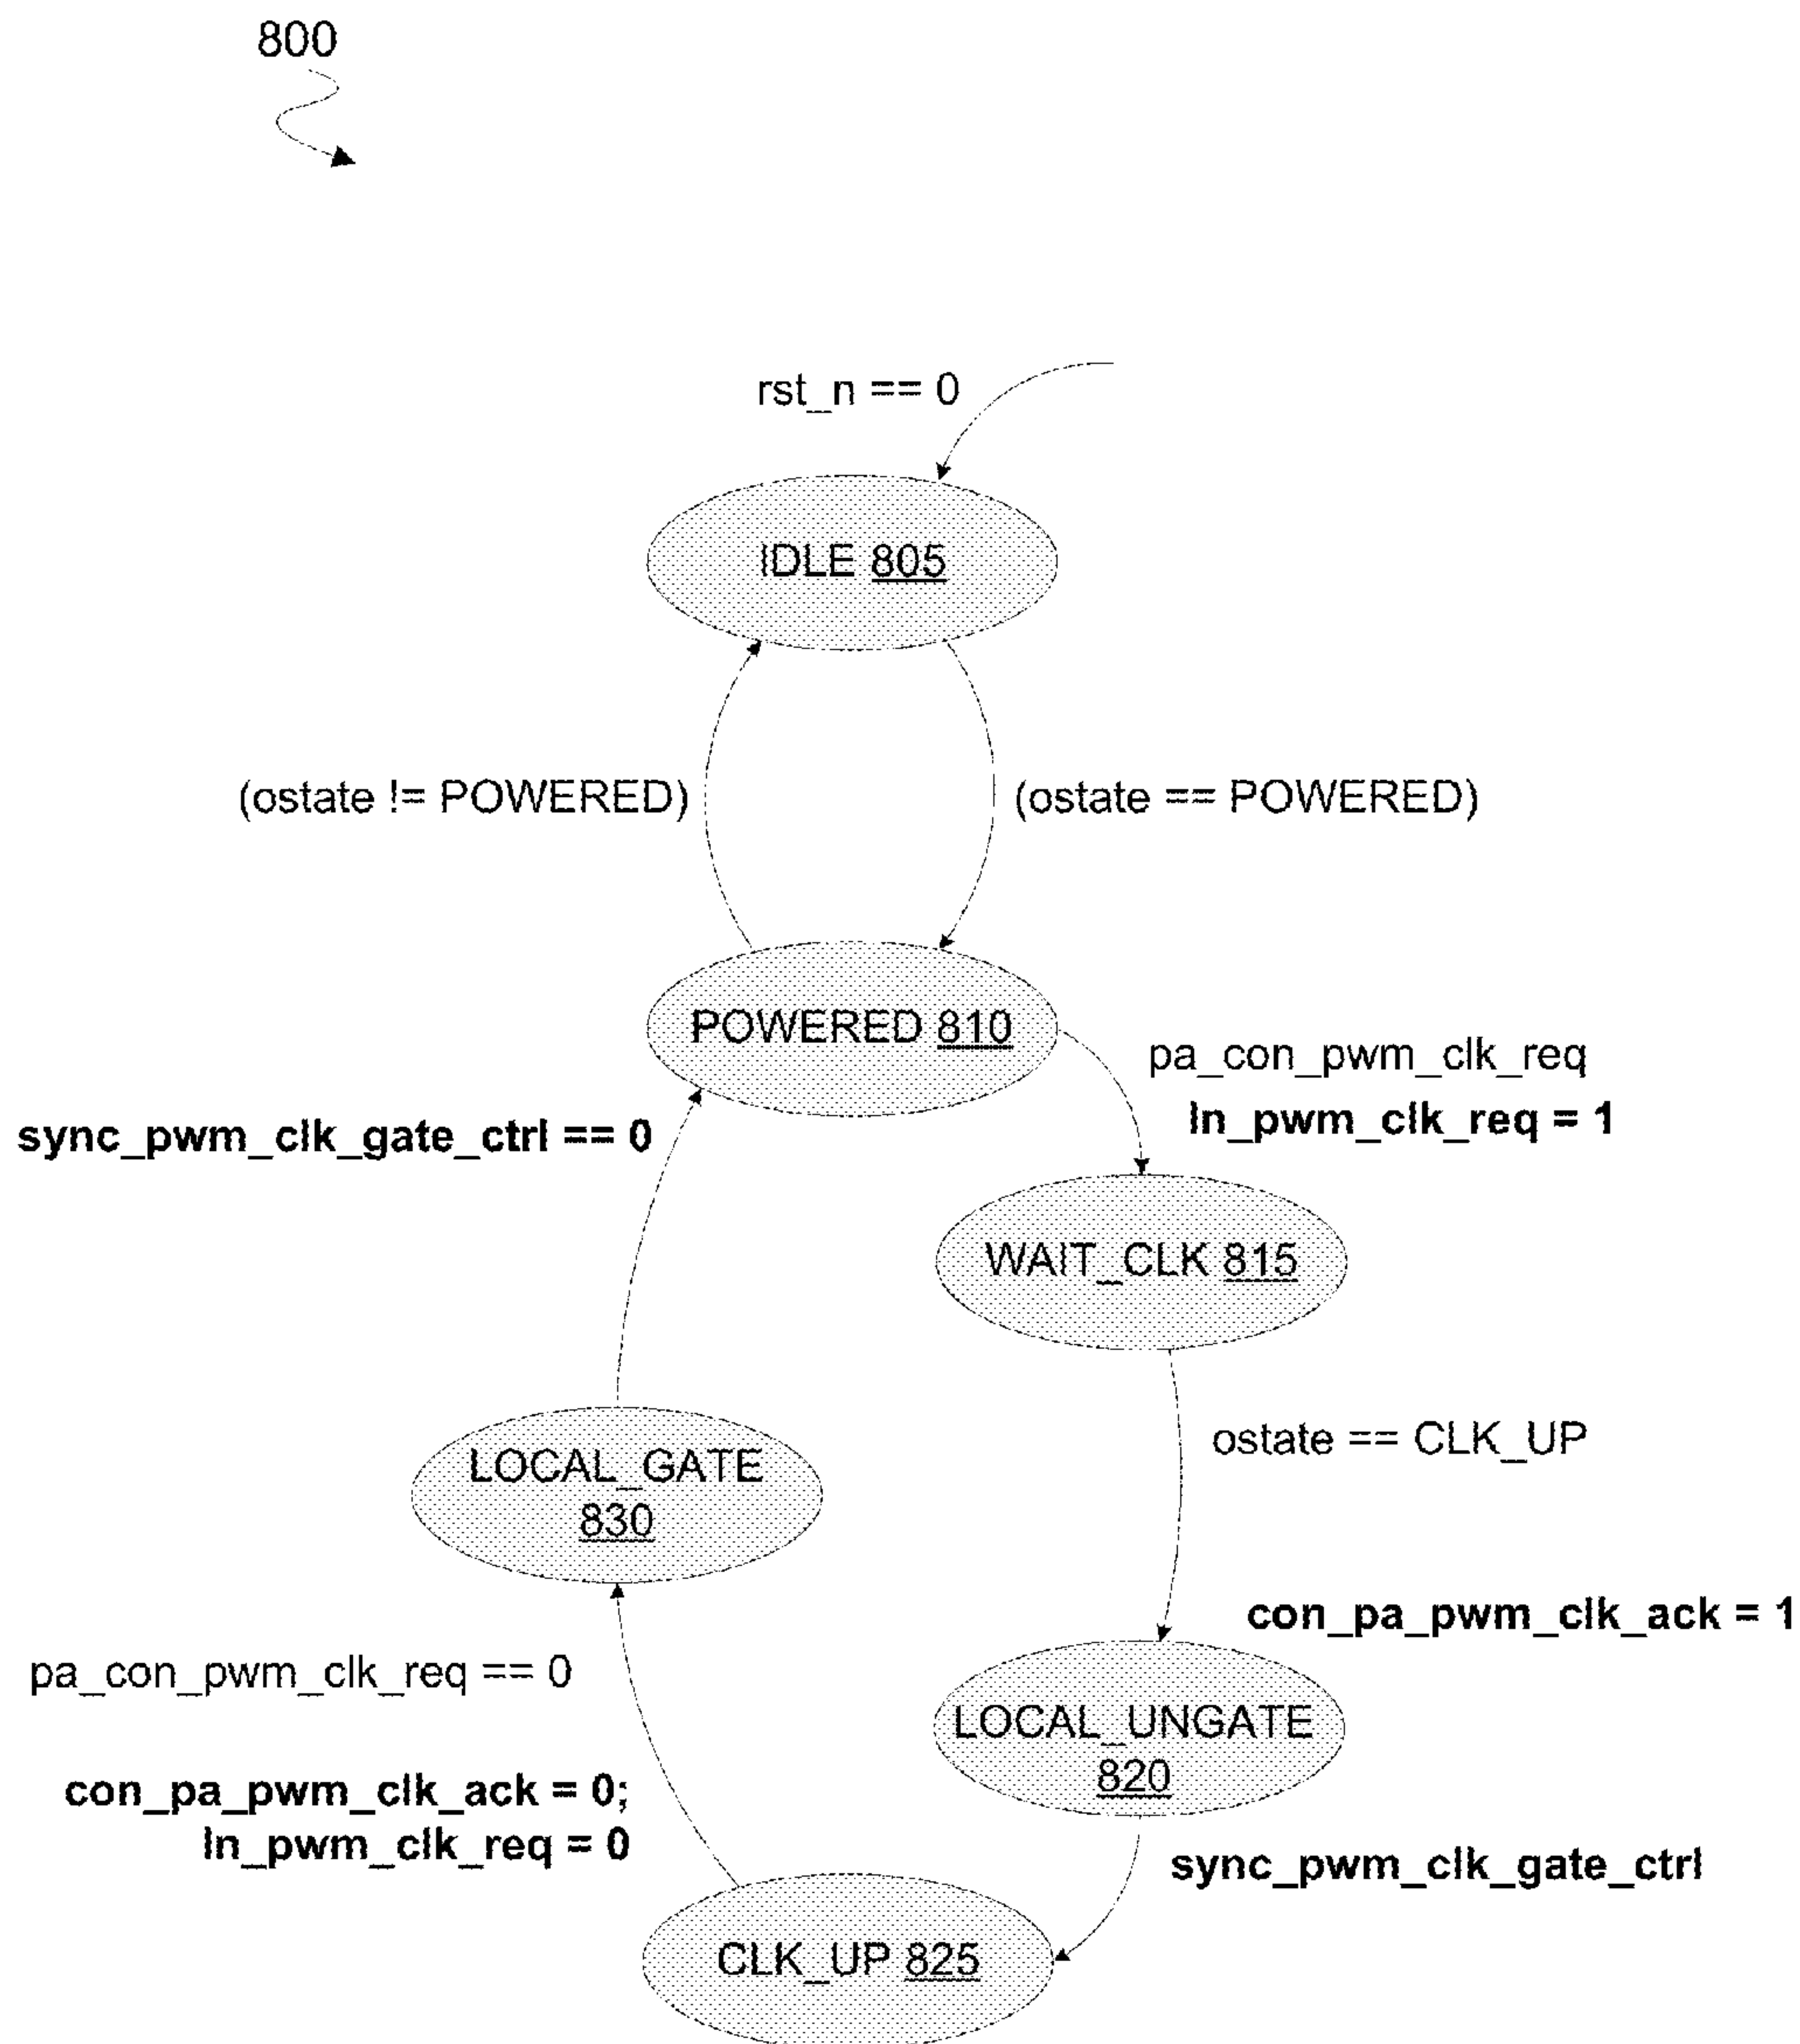 800
rst_n == 0
IDLE 805
(ostate != POWERED)
(ostate == POWERED)
POWERED 810
pa_con_pwm_clk_req
ln_pwm_clk_req = 1
sync_pwm_clk_gate_ctrl == 0
WAIT_CLK 815
ostate == CLK_UP
LOCAL_GATE
830
con_pa_pwm_clk_ack = 1
pa_con_pwm_clk_req == 0
LOCAL_UNGATE
820
con_pa_pwm_clk_ack = 0;
ln_pwm_clk_req = 0
sync_pwm_clk_gate_ctrl
CLK_UP 825